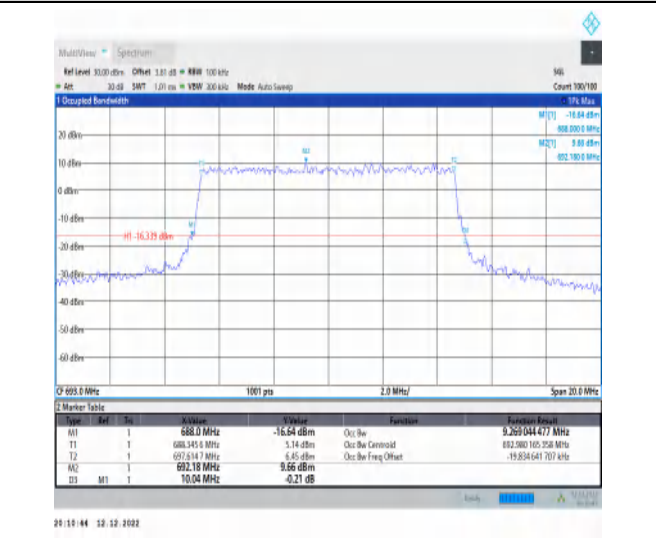 MultiView Spectrum
Ref Level 30.00 dBm Offset 3.81 dB RBW 100 kHz SGL
Att 30 dB SWT 1.01 ms VBW 300 kHz Mode Auto Sweep Count 100/100
1 Occupied Bandwidth 1Pk Max
M1[1] -16.64 dBm
688.000 0 MHz
20 dBm
M2[1] 9.66 dBm
692.180 0 MHz
10 dBm
T1 M2 T2
0 dBm
-10 dBm
M1
H1 -16.339 dBm
-20 dBm
-30 dBm
-40 dBm
-50 dBm
-60 dBm
CF 693.0 MHz 1001 pts 2.0 MHz/ Span 20.0 MHz
2 Marker Table
Type Ref Trc X-Value Y-Value Function Function Result
M1 1 688.0 MHz -16.64 dBm Occ Bw 9.269 044 477 MHz
T1 1 688.345 6 MHz 5.14 dBm Occ Bw Centroid 692.980 165 358 MHz
T2 1 697.614 7 MHz 6.45 dBm Occ Bw Freq Offset -19.834 641 707 kHz
M2 1 692.18 MHz 9.66 dBm
D3 M1 1 10.04 MHz -0.21 dB
Ready
20:10:44 12.12.2022